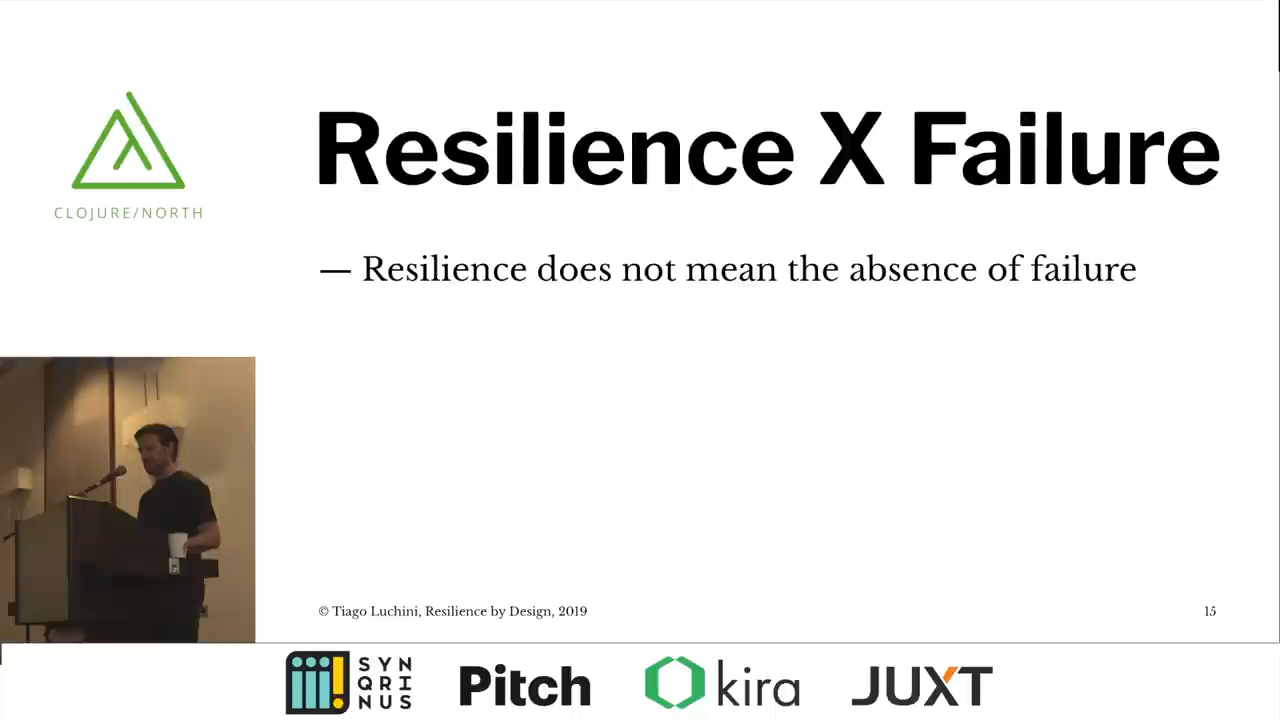 Resilience X Failure
CLOJURE/NORTH
— Resilience does not mean the absence of failure
© Tiago Luchini, Resilience by Design, 2019
15
SYN
QRI
NUS
Pitch
kira
JUXT